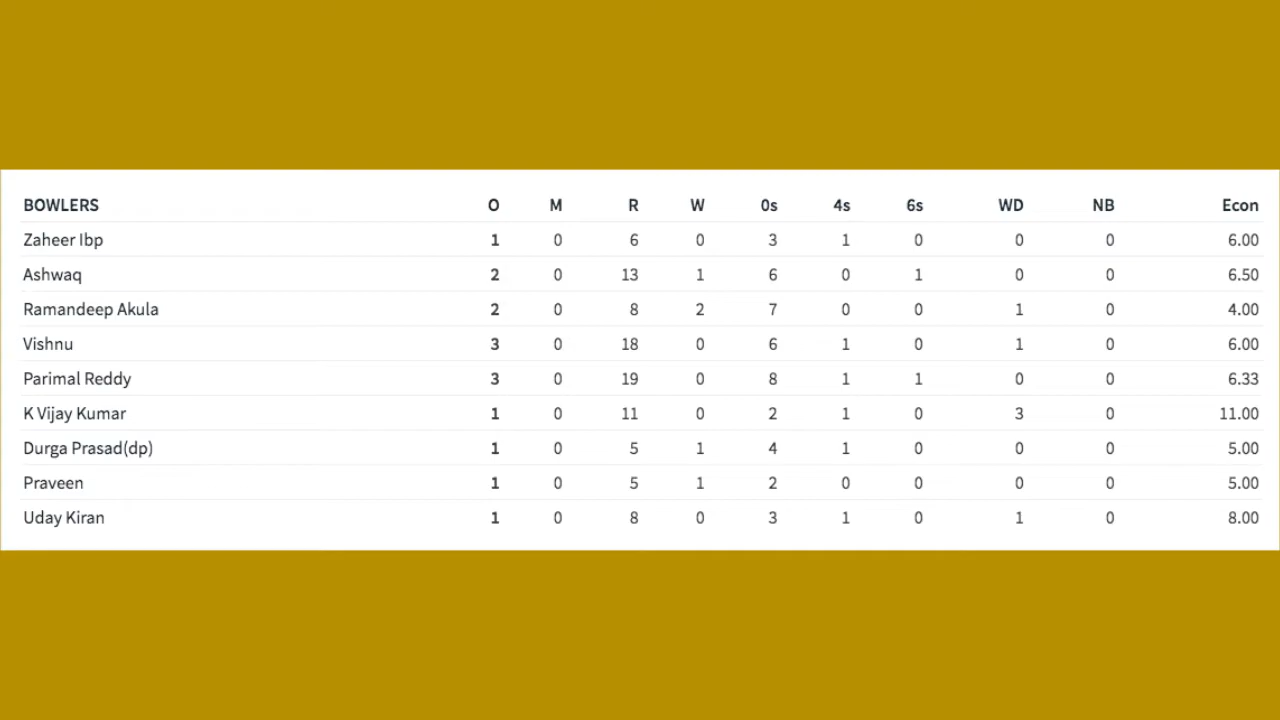 BOWLERS O M R W 0s 4s 6s WD NB Econ
Zaheer Ibp 1 0 6 0 3 1 0 0 0 6.00
Ashwaq 2 0 13 1 6 0 1 0 0 6.50
Ramandeep Akula 2 0 8 2 7 0 0 1 0 4.00
Vishnu 3 0 18 0 6 1 0 1 0 6.00
Parimal Reddy 3 0 19 0 8 1 1 0 0 6.33
K Vijay Kumar 1 0 11 0 2 1 0 3 0 11.00
Durga Prasad(dp) 1 0 5 1 4 1 0 0 0 5.00
Praveen 1 0 5 1 2 0 0 0 0 5.00
Uday Kiran 1 0 8 0 3 1 0 1 0 8.00